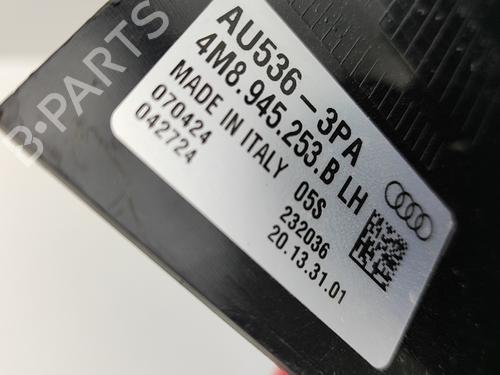 B-PARTS
AU536-3PA
4M8.945.253.B LH
MADE IN ITALY 05S
070424 232036
042724 20.13.31.01